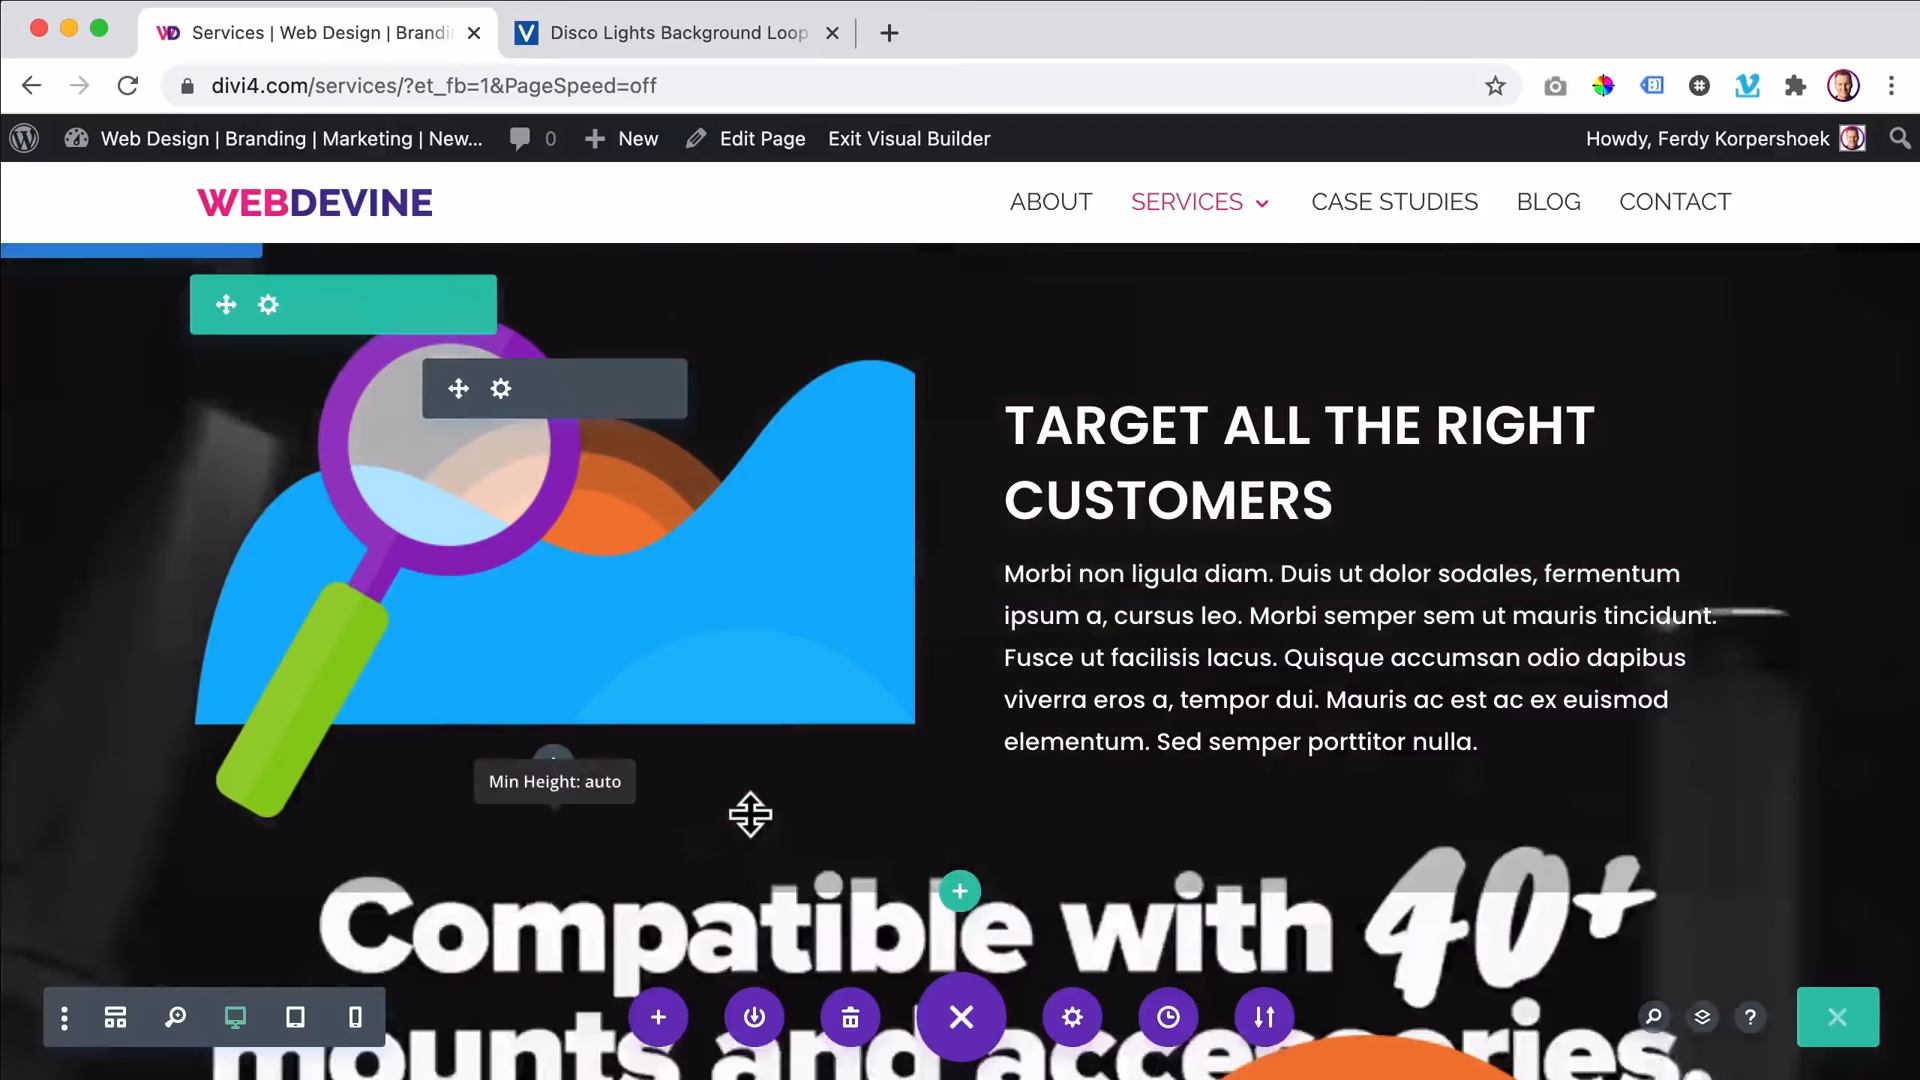 Services | Web Design | Brandi
Disco Lights Background Loop
divi4.com/services/?et_fb=1&PageSpeed=off
Web Design | Branding | Marketing | New... 0 New Edit Page Exit Visual Builder Howdy, Ferdy Korpershoek
WEBDEVINE
ABOUT SERVICES CASE STUDIES BLOG CONTACT
TARGET ALL THE RIGHT
CUSTOMERS
Morbi non ligula diam. Duis ut dolor sodales, fermentum
ipsum a, cursus leo. Morbi semper sem ut mauris tincidunt.
Fusce ut facilisis lacus. Quisque accumsan odio dapibus
viverra eros a, tempor dui. Mauris ac est ac ex euismod
elementum. Sed semper porttitor nulla.
Min Height: auto
Compatible with 40+
mounts and accessories.